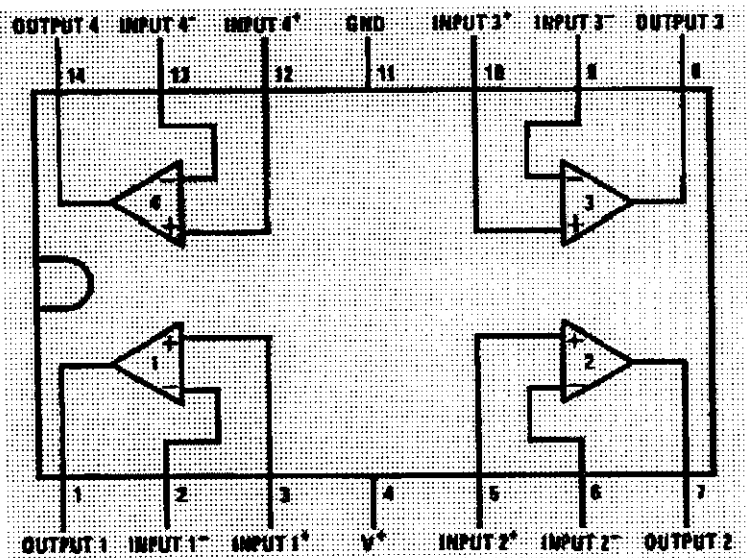 OUTPUT 4 INPUT 4⁻ INPUT 4⁺ GND INPUT 3⁺ INPUT 3⁻ OUTPUT 3
14 13 12 11 10 9 8
− −
4 3
+ +
+ +
1 2
− −
1 2 3 4 5 6 7
OUTPUT 1 INPUT 1⁻ INPUT 1⁺ V⁺ INPUT 2⁺ INPUT 2⁻ OUTPUT 2